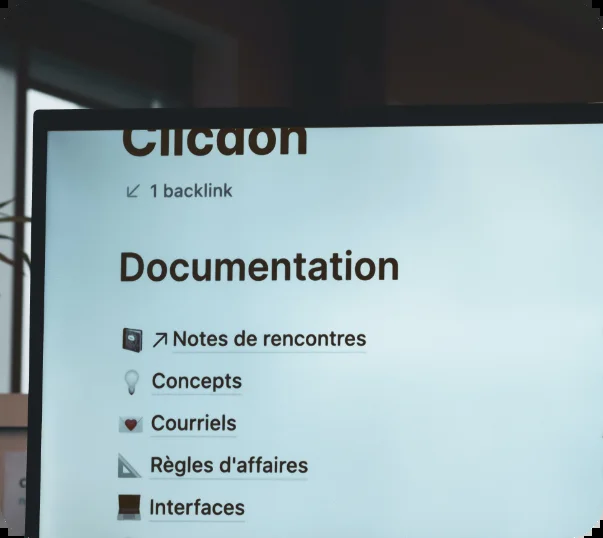 Clicdon
1 backlink
Documentation
Notes de rencontres
Concepts
Courriels
Règles d'affaires
Interfaces